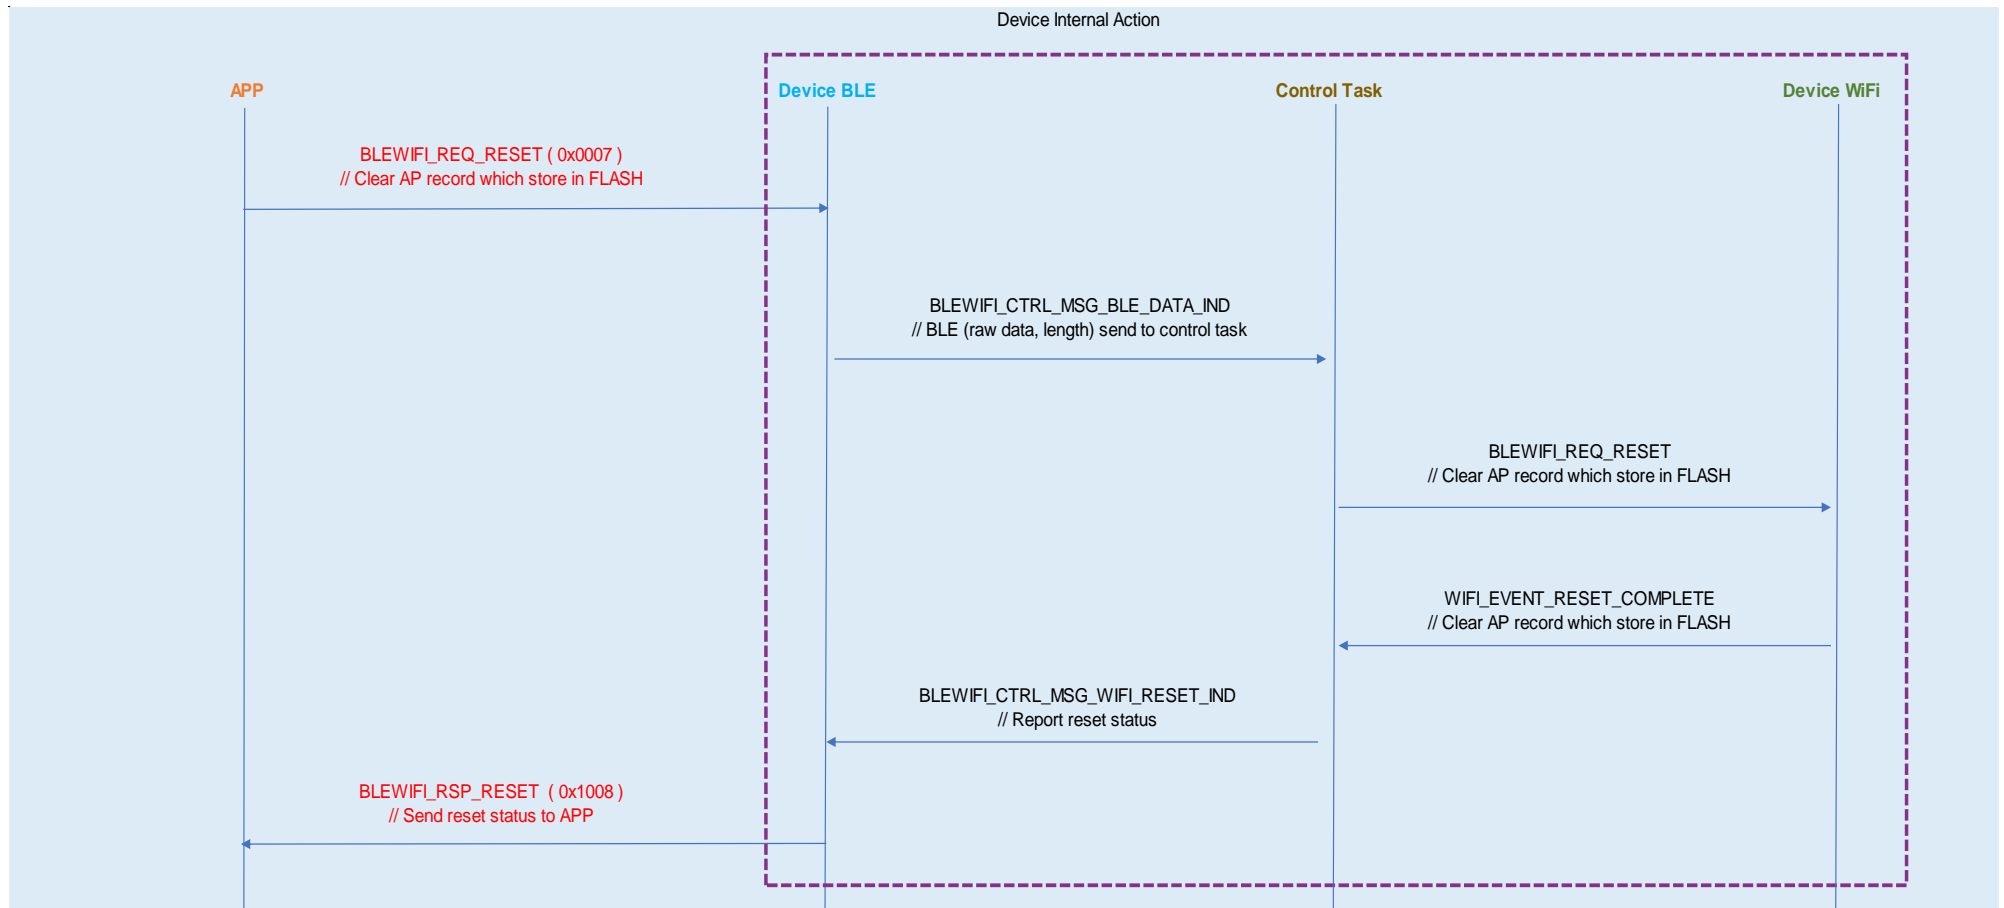 Device Internal Action
APP
Device BLE
Control Task
Device WiFi
BLEWIFI_REQ_RESET ( 0x0007 )
// Clear AP record which store in FLASH
BLEWIFI_CTRL_MSG_BLE_DATA_IND
// BLE (raw data, length) send to control task
BLEWIFI_REQ_RESET
// Clear AP record which store in FLASH
WIFI_EVENT_RESET_COMPLETE
// Clear AP record which store in FLASH
BLEWIFI_CTRL_MSG_WIFI_RESET_IND
// Report reset status
BLEWIFI_RSP_RESET ( 0x1008 )
// Send reset status to APP